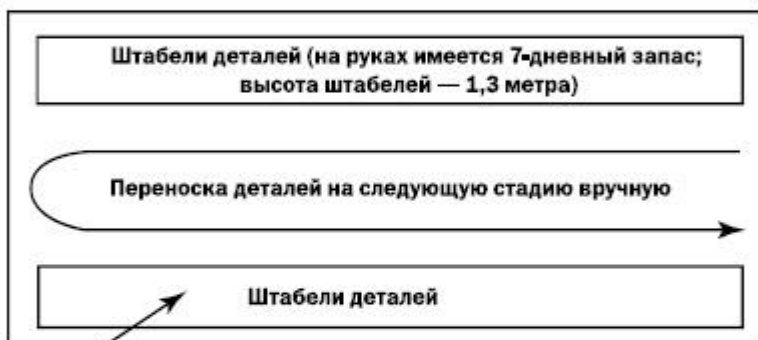 Штабели деталей (на руках имеется 7-дневный запас;
высота штабелей — 1,3 метра)
Переноска деталей на следующую стадию вручную
Штабели деталей